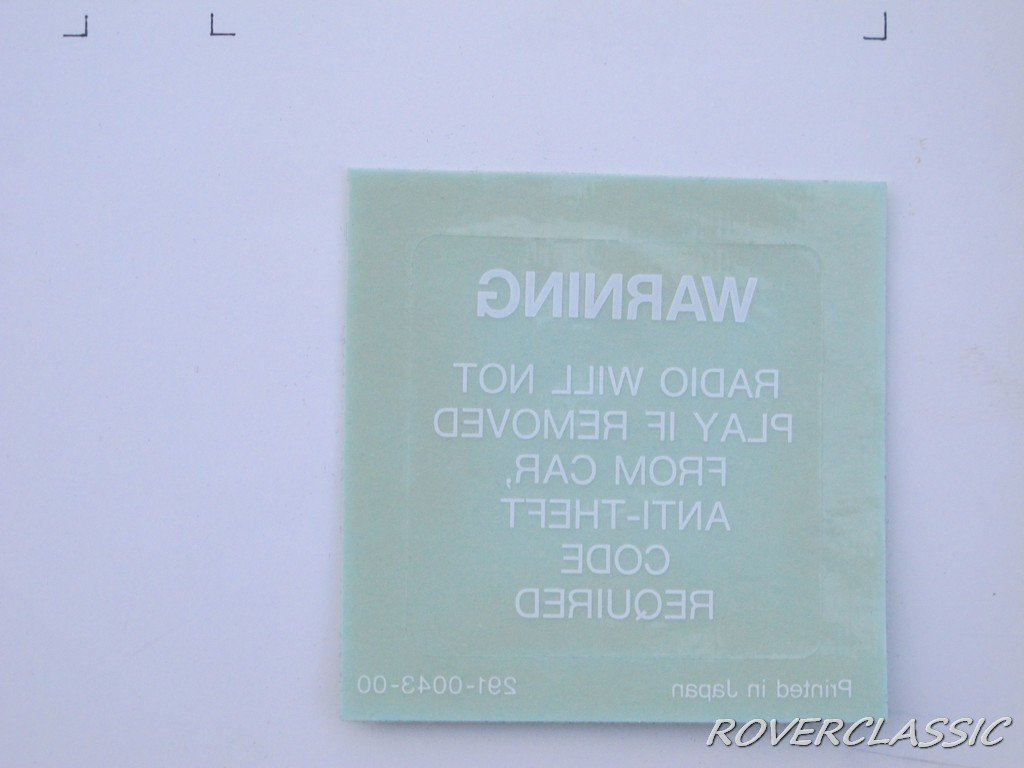 WARNING
RADIO WILL NOT
PLAY IF REMOVED
FROM CAR,
ANTI-THEFT
CODE
REQUIRED
Printed in Japan 291-0043-00
ROVERCLASSIC